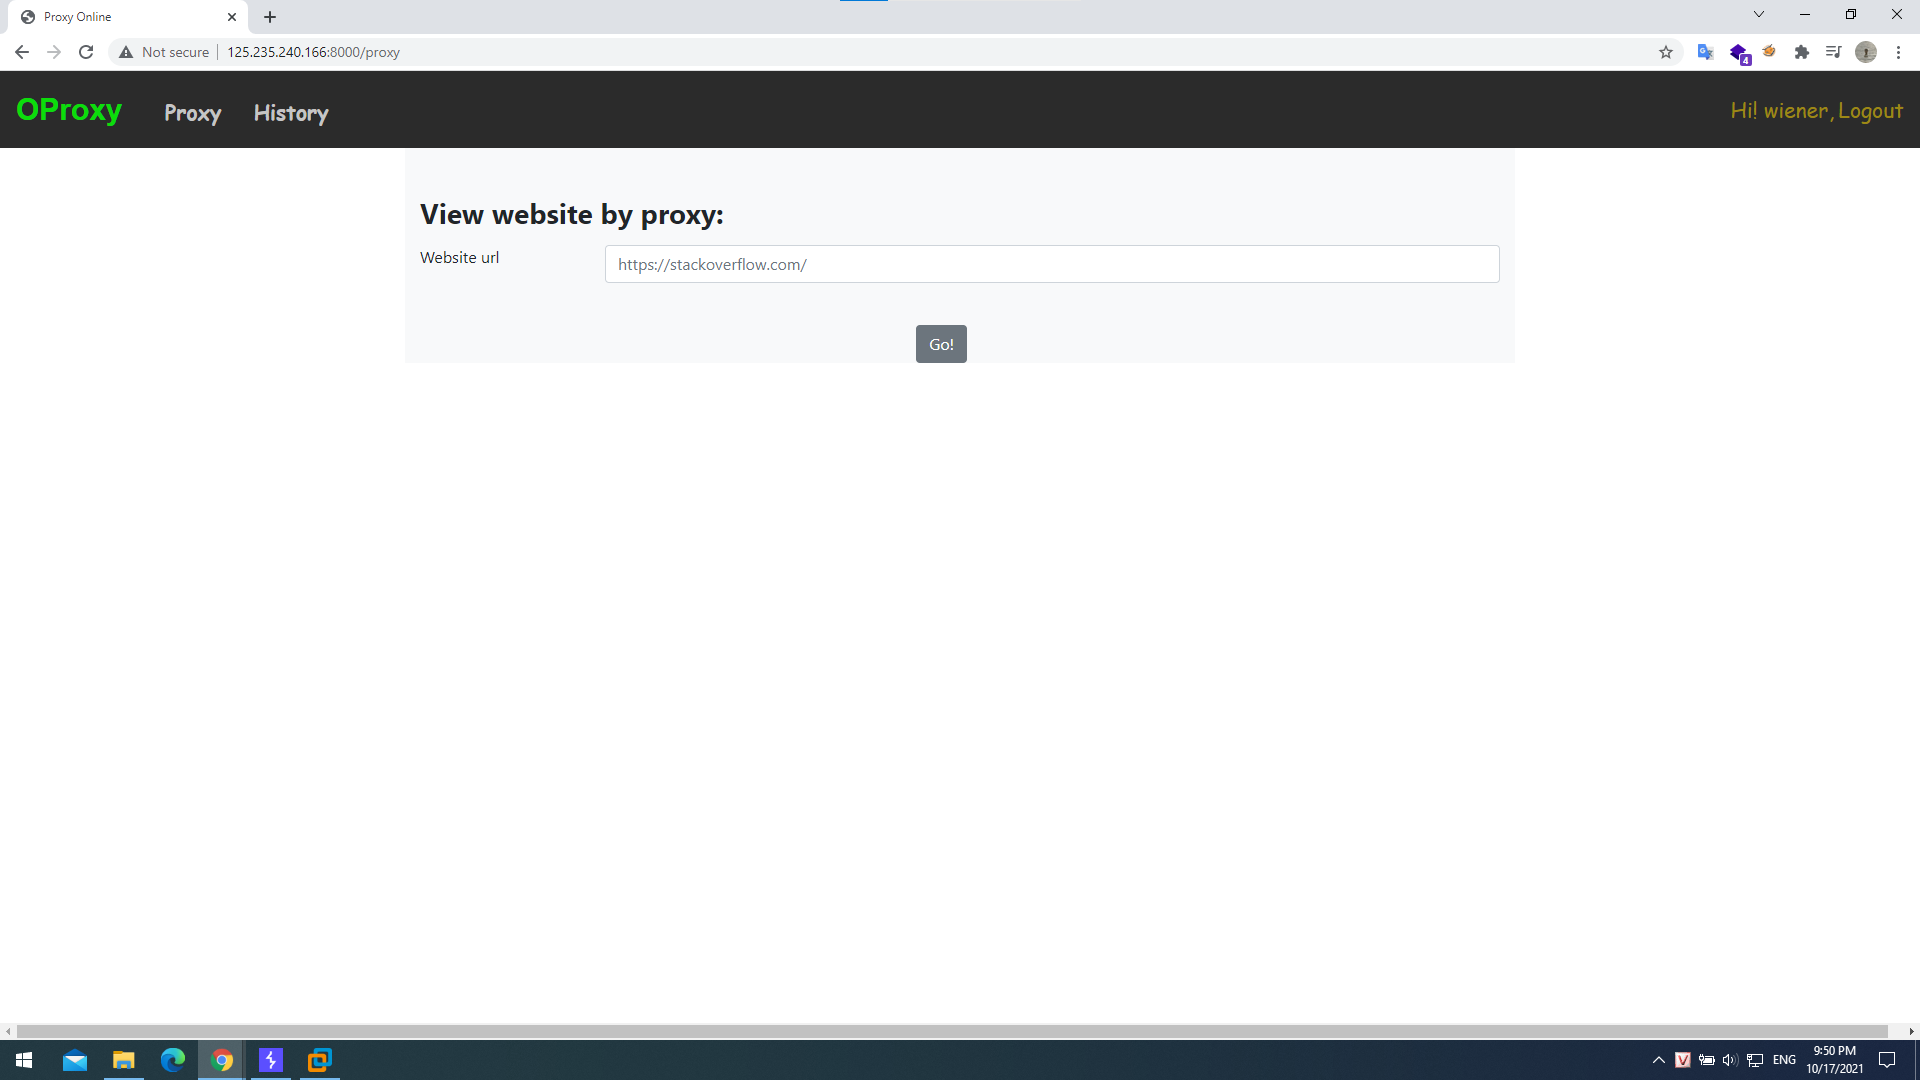 Proxy Online
Not secure
125.235.240.166:8000/proxy
4
OProxy
Proxy
History
Hi! wiener, Logout
View website by proxy:
Website url
https://stackoverflow.com/
Go!
ENG
9:50 PM
10/17/2021